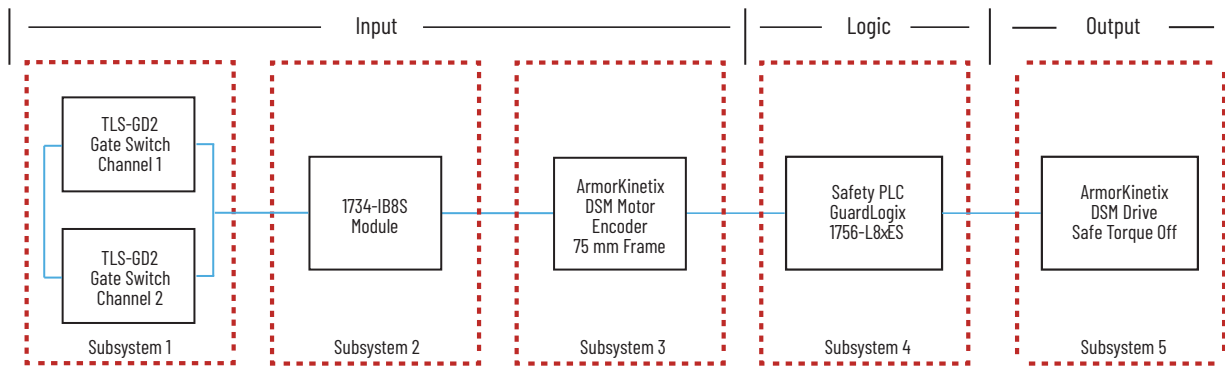 Input
Logic
Output
TLS-GD2
Gate Switch
Channel 1
TLS-GD2
Gate Switch
Channel 2
Subsystem 1
1734-IB8S
Module
Subsystem 2
ArmorKinetix
DSM Motor
Encoder
75 mm Frame
Subsystem 3
Safety PLC
GuardLogix
1756-L8xES
Subsystem 4
ArmorKinetix
DSM Drive
Safe Torque Off
Subsystem 5